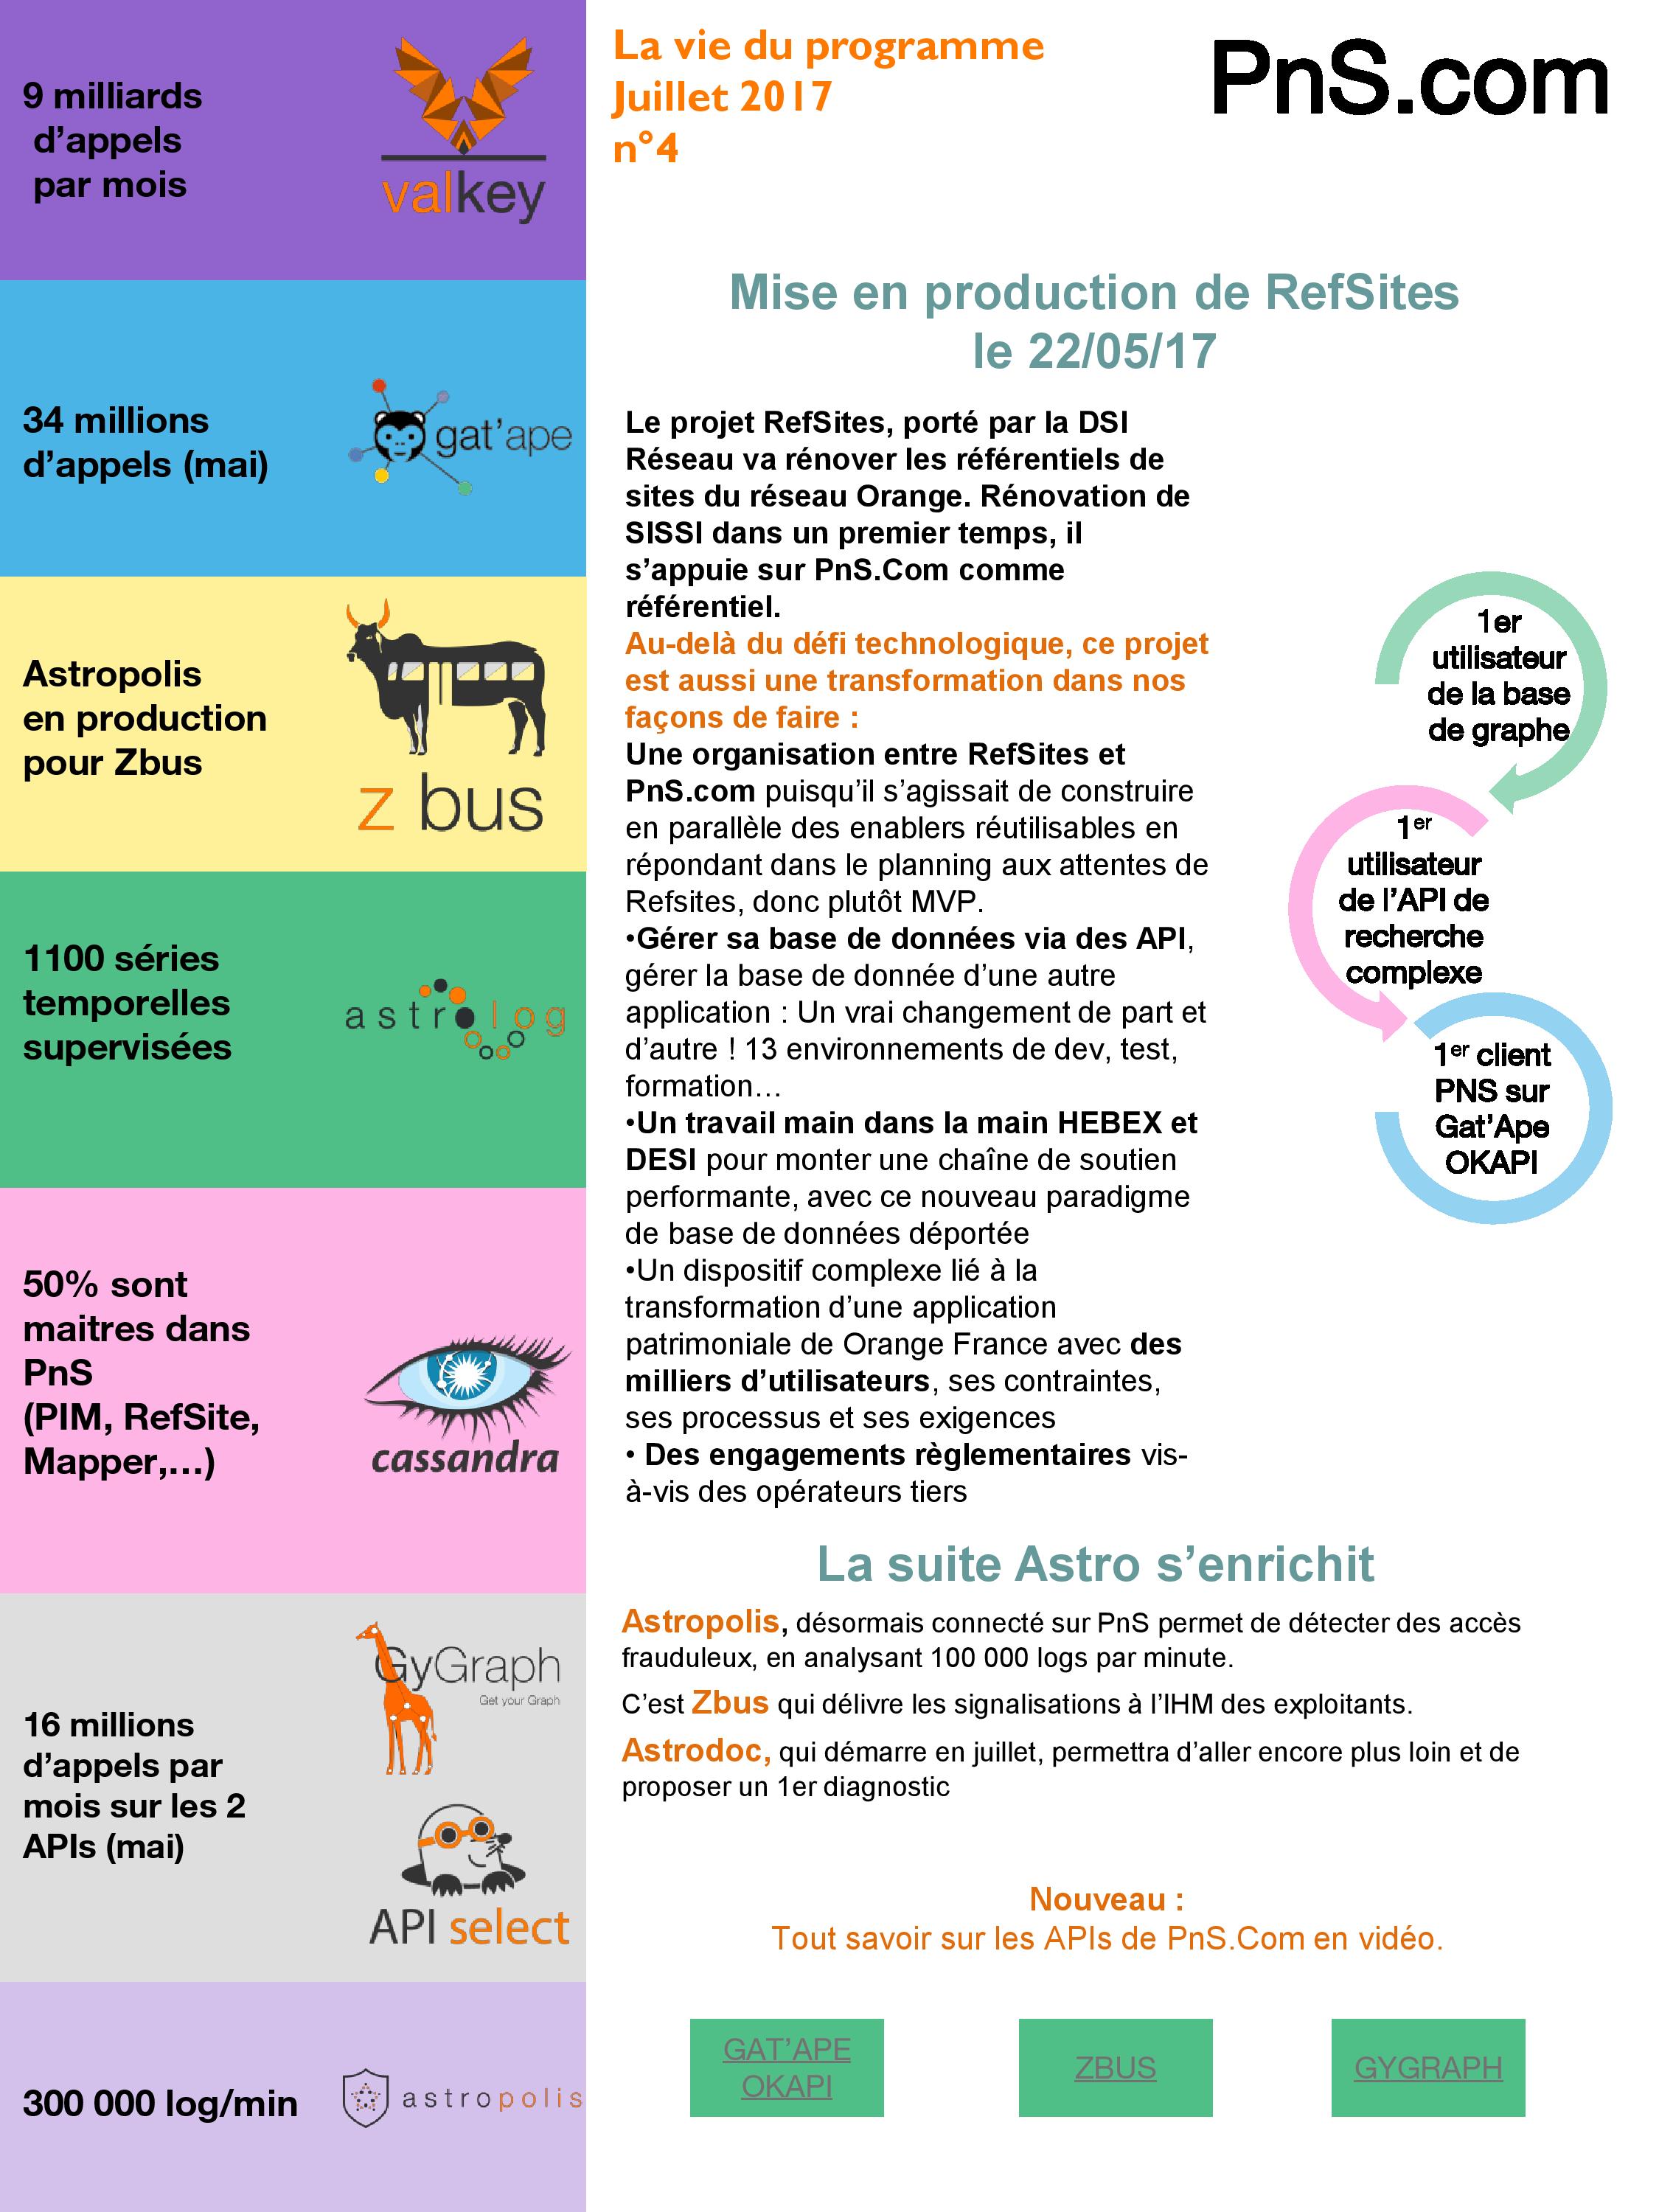 9 milliards
d’appels
par mois
valkey
34 millions
d’appels (mai)
gat’ape
Astropolis
en production
pour Zbus
z bus
1100 séries
temporelles
supervisées
astrolog
50% sont
maitres dans
PnS
(PIM, RefSite,
Mapper,…)
cassandra
GyGraph
Get your Graph
16 millions
d’appels par
mois sur les 2
APIs (mai)
API select
300 000 log/min
astropolis
La vie du programme
Juillet 2017
n°4
PnS.com
Mise en production de RefSites
le 22/05/17
Le projet RefSites, porté par la DSI
Réseau va rénover les référentiels de
sites du réseau Orange. Rénovation de
SISSI dans un premier temps, il
s’appuie sur PnS.Com comme
référentiel.
Au-delà du défi technologique, ce projet
est aussi une transformation dans nos
façons de faire :
Une organisation entre RefSites et
PnS.com puisqu’il s’agissait de construire
en parallèle des enablers réutilisables en
répondant dans le planning aux attentes de
Refsites, donc plutôt MVP.
•Gérer sa base de données via des API,
gérer la base de donnée d’une autre
application : Un vrai changement de part et
d’autre ! 13 environnements de dev, test,
formation…
•Un travail main dans la main HEBEX et
DESI pour monter une chaîne de soutien
performante, avec ce nouveau paradigme
de base de données déportée
•Un dispositif complexe lié à la
transformation d’une application
patrimoniale de Orange France avec des
milliers d’utilisateurs, ses contraintes,
ses processus et ses exigences
• Des engagements règlementaires vis-
à-vis des opérateurs tiers
1er
utilisateur
de la base
de graphe
1er
utilisateur
de l’API de
recherche
complexe
1er client
PNS sur
Gat’Ape
OKAPI
La suite Astro s’enrichit
Astropolis, désormais connecté sur PnS permet de détecter des accès
frauduleux, en analysant 100 000 logs par minute.
C’est Zbus qui délivre les signalisations à l’IHM des exploitants.
Astrodoc, qui démarre en juillet, permettra d’aller encore plus loin et de
proposer un 1er diagnostic
Nouveau :
Tout savoir sur les APIs de PnS.Com en vidéo.
GAT’APE
OKAPI
ZBUS
GYGRAPH